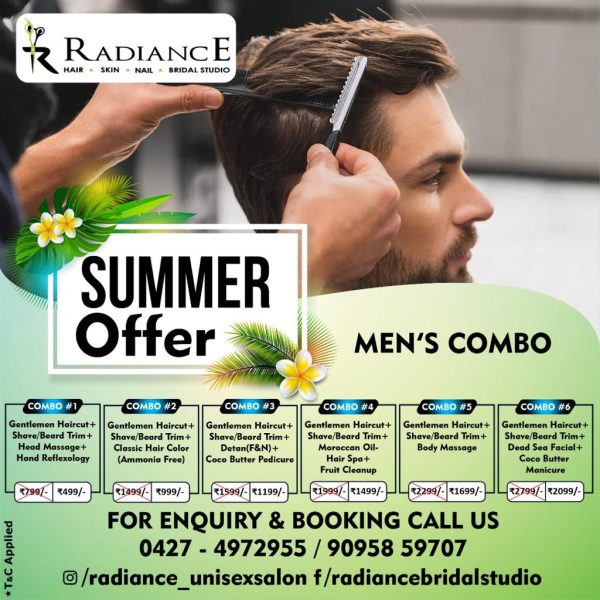 RADIANCE
HAIR ▲ SKIN ▲ NAIL ▲ BRIDAL STUDIO
SUMMER
Offer
MEN'S COMBO
COMBO #1
Gentlemen Haircut+
Shave/Beard Trim+
Head Massage+
Hand Reflexology
₹799/- ₹499/-
COMBO #2
Gentlemen Haircut+
Shave/Beard Trim+
Classic Hair Color
(Ammonia Free)
₹1499/- ₹999/-
COMBO #3
Gentlemen Haircut+
Shave/Beard Trim+
Detan(F&N)+
Coco Butter Pedicure
₹1599/- ₹1199/-
COMBO #4
Gentlemen Haircut+
Shave/Beard Trim+
Moroccan Oil-
Hair Spa+
Fruit Cleanup
₹1999/- ₹1499/-
COMBO #5
Gentlemen Haircut+
Shave/Beard Trim+
Body Massage
₹2299/- ₹1699/-
COMBO #6
Gentlemen Haircut+
Shave/Beard Trim+
Dead Sea Facial+
Coco Butter
Manicure
₹2799/- ₹2099/-
*T&C Applied
FOR ENQUIRY & BOOKING CALL US
0427 - 4972955 / 90958 59707
/radiance_unisexsalon f/radiancebridalstudio